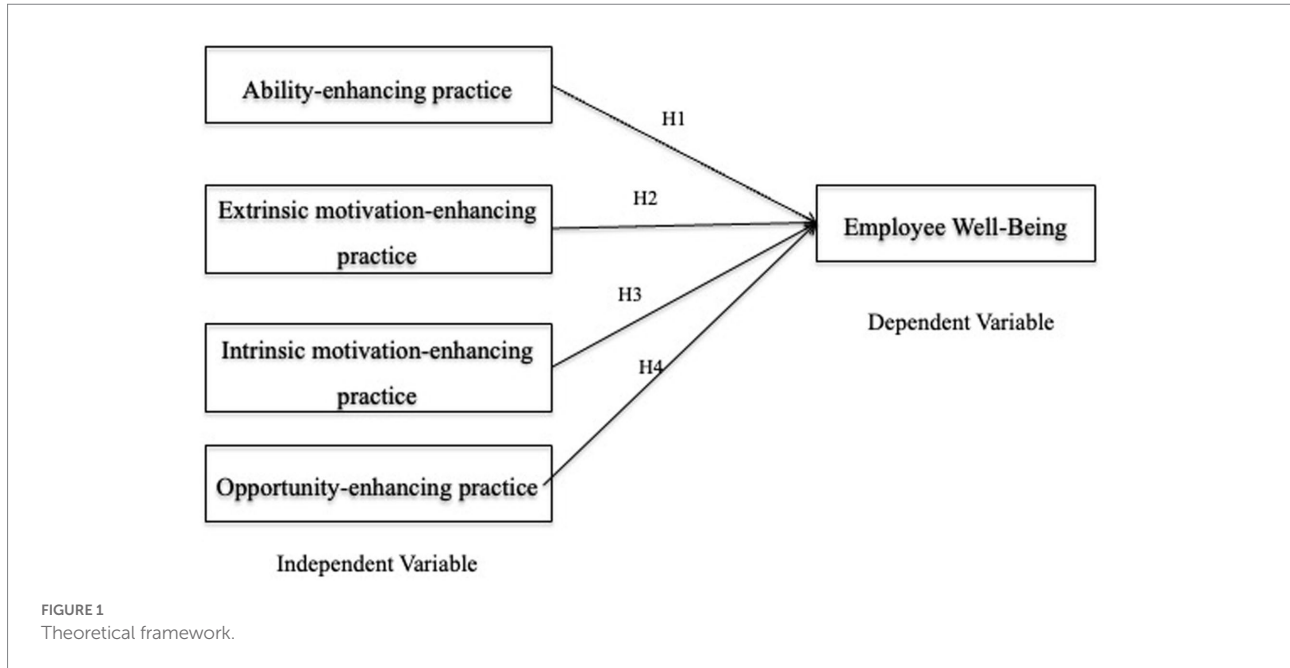 Ability-enhancing practice
H1
Extrinsic motivation-enhancing
practice
H2
Employee Well-Being
H3
Dependent Variable
Intrinsic motivation-enhancing
practice
H4
Opportunity-enhancing practice
Independent Variable
FIGURE 1
Theoretical framework.